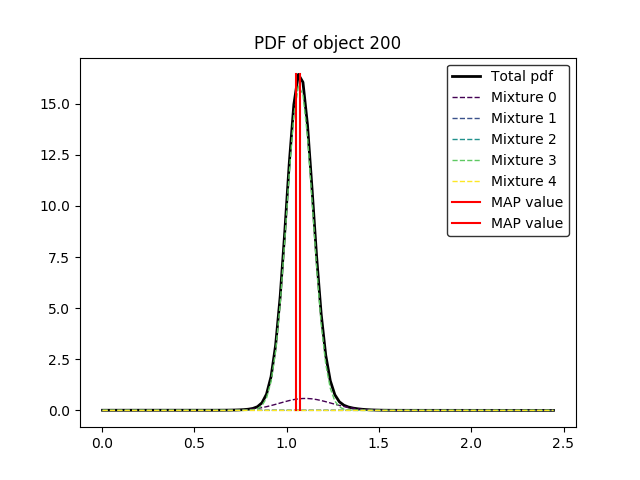 PDF of object 200
Total pdf
Mixture 0
Mixture 1
Mixture 2
Mixture 3
Mixture 4
MAP value
MAP value
15.0
12.5
10.0
7.5
5.0
2.5
0.0
0.0 0.5 1.0 1.5 2.0 2.5